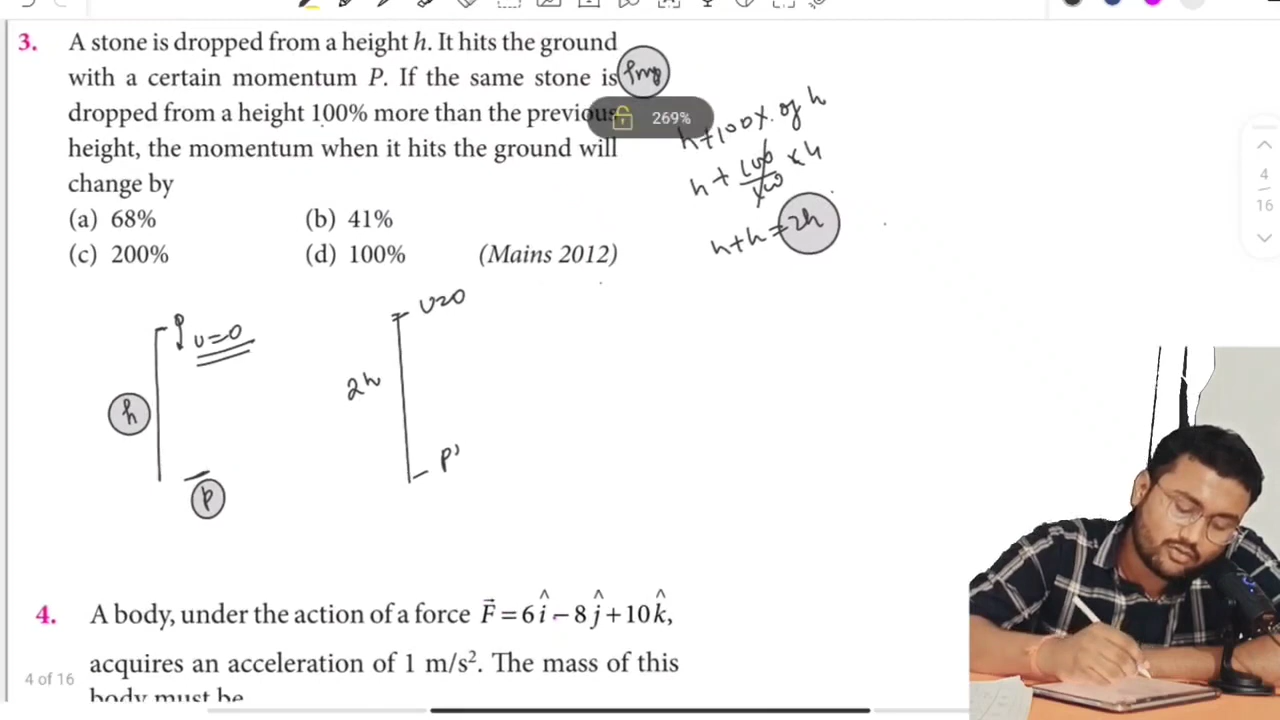 3. A stone is dropped from a height h. It hits the ground
with a certain momentum P. If the same stone is
dropped from a height 100% more than the previous
height, the momentum when it hits the ground will
change by
(a) 68% (b) 41%
(c) 200% (d) 100% (Mains 2012)
269%
h+100%. of h
h + 100/100 × h
h+h=2h
u=0
h
p
u=0
2h
p'
4. A body, under the action of a force F⃗ = 6î − 8ĵ + 10k̂,
acquires an acceleration of 1 m/s². The mass of this
body must be
4 of 16
4
16